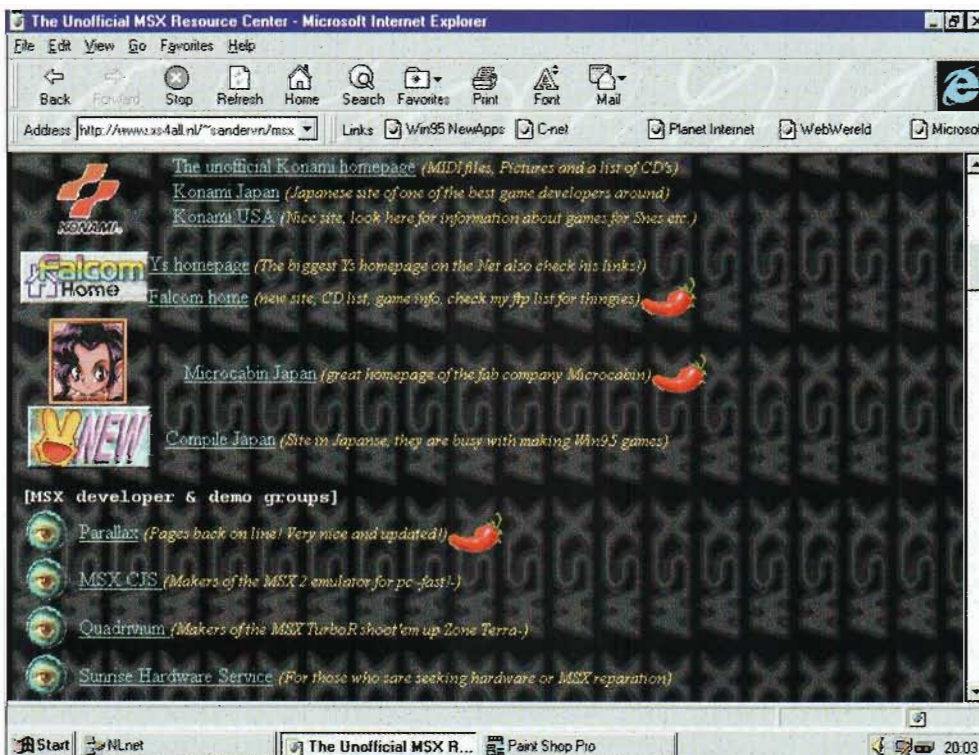 The Unofficial MSX Resource Center - Microsoft Internet Explorer
File Edit View Go Favorites Help
Back Forward Stop Refresh Home Search Favorites Print Font Mail
Address http://www.xs4all.nl/~sandervn/msx Links Win95 NewApps C-net Planet Internet WebWereld Microso
The unofficial Konami homepage (MIDI files, Pictures and a list of CD's)
Konami Japan (Japanese site of one of the best game developers around)
KONAMI
Konami USA (Nice site, look here for information about games for Snes etc.)
Falcom Home
Ys homepage (The biggest Ys homepage on the Net also check his links!)
Falcom home (new site, CD list, game info, check my ftp list for thingies)
Microcabin Japan (great homepage of the fab company Microcabin)
NEW
Compile Japan (Site in Japanse, they are busy with making Win95 games)
[MSX developer & demo groups]
Parallax (Pages back on line! Very nice and updated!)
MSX CJS (Makers of the MSX 2 emulator for pc -fast!-)
Quadrivium (Makers of the MSX TurboR shoot'em up Zone Terra-)
Sunrise Hardware Service (For those who sare seeking hardware or MSX reparation)
Start NLnet The Unofficial MSX R... Paint Shop Pro